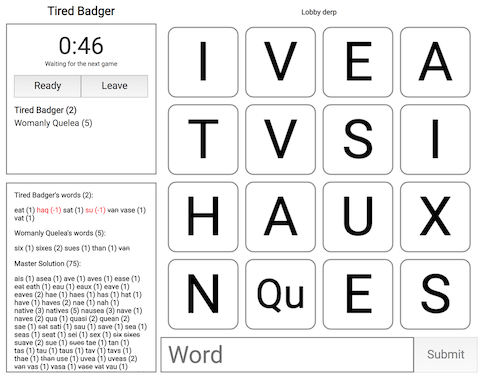 Tired Badger
Lobby derp
0:46
Waiting for the next game
Ready Leave
Tired Badger (2)
Womanly Quelea (5)
I V E A
T V S I
H A U X
N Qu E S
Tired Badger's words (2):
eat (1) haq (-1) sat (1) su (-1) van vase (1)
vat (1)
Womanly Quelea's words (5):
six (1) sixes (2) sues (1) than (1) van
Master Solution (75):
ais (1) asea (1) ave (1) aves (1) ease (1)
eat eath (1) eau (1) eaux (1) eave (1)
eaves (2) hae (1) haes (1) has (1) hat (1)
have (1) haves (2) nae (1) nah (1)
native (3) natives (5) nausea (3) nave (1)
naves (2) qua (1) quasi (2) quean (2)
sae (1) sat sati (1) sau (1) save (1) sea (1)
seas (1) seat (1) sei (1) sex (1) six sixes
suave (2) sue (1) sues tae (1) tan (1)
tas (1) tau (1) taus (1) tav (1) tavs (1)
thae (1) than use (1) uvea (1) uveas (2)
van vas (1) vasa (1) vase vat vau (1)
Word Submit